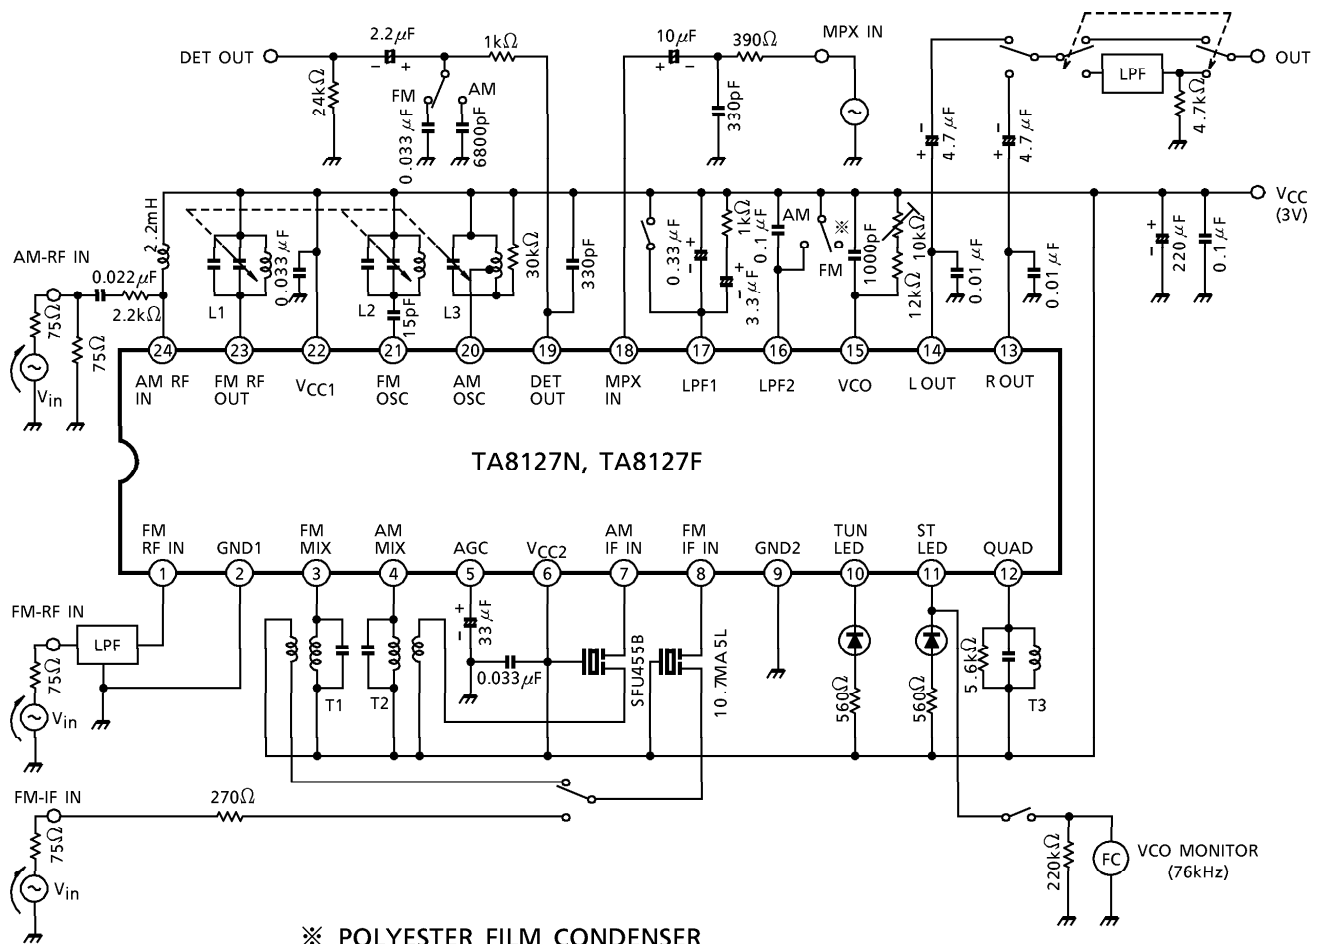 DET OUT
2.2μF
- +
1kΩ
24kΩ
FM
AM
0.033μF
6800pF
10μF
+ -
390Ω
MPX IN
330pF
-
+
4.7μF
-
+
4.7μF
LPF
4.7kΩ
OUT
VCC
(3V)
AM-RF IN
0.022μF
2.2kΩ
2.2mH
75Ω
75Ω
Vin
L1
0.033μF
L2
15pF
L3
30kΩ
330pF
0.33μF
+
-
1kΩ
+
-
3.3μF
0.1μF
AM
FM
※
1000pF
10kΩ
12kΩ
0.01μF
0.01μF
+
-
220μF
0.1μF
24 23 22 21 20 19 18 17 16 15 14 13
AM RF IN
FM RF OUT
VCC1
FM OSC
AM OSC
DET OUT
MPX IN
LPF1
LPF2
VCO
L OUT
R OUT
TA8127N, TA8127F
FM RF IN
GND1
FM MIX
AM MIX
AGC
VCC2
AM IF IN
FM IF IN
GND2
TUN LED
ST LED
QUAD
1 2 3 4 5 6 7 8 9 10 11 12
FM-RF IN
LPF
75Ω
Vin
T1
T2
+
-
33μF
0.033μF
SFU455B
10.7MA5L
560Ω
560Ω
5.6kΩ
T3
FM-IF IN
270Ω
75Ω
Vin
220kΩ
FC
VCO MONITOR
(76kHz)
※ POLYESTER FILM CONDENSER